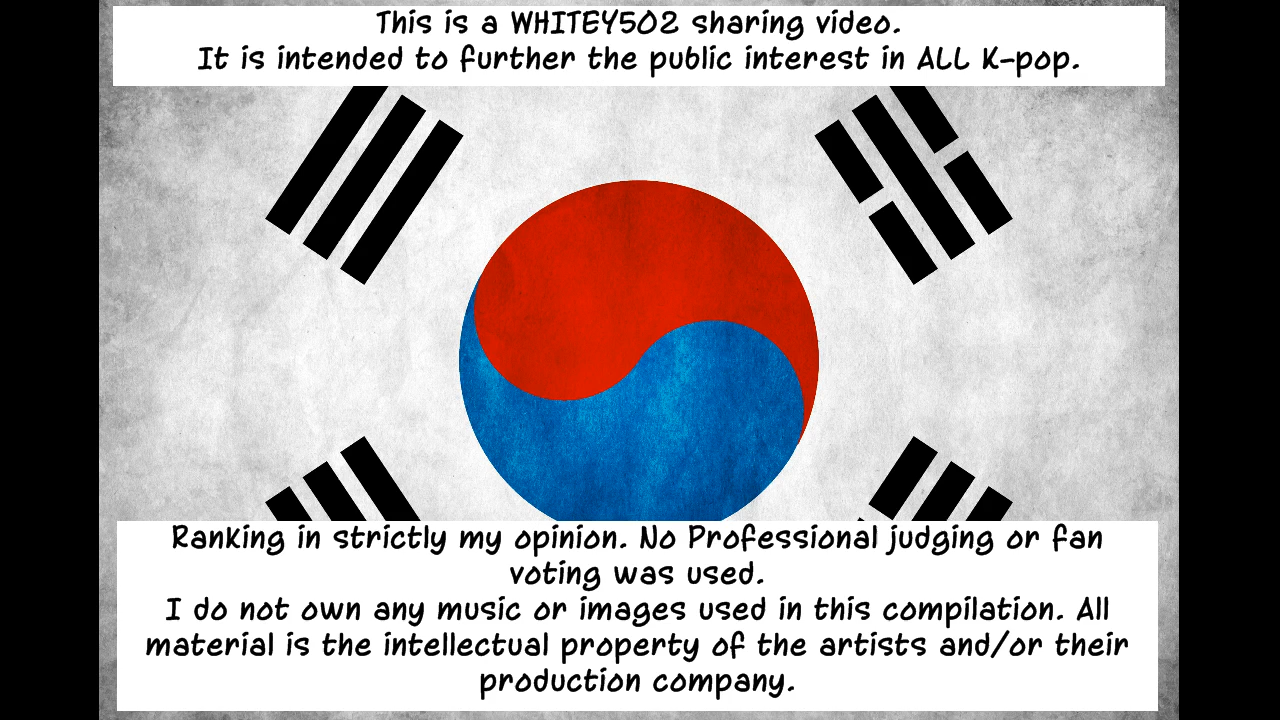 This is a WHITEY502 sharing video.
It is intended to further the public interest in ALL K-pop.
Ranking in strictly my opinion. No Professional judging or fan
voting was used.
I do not own any music or images used in this compilation. All
material is the intellectual property of the artists and/or their
production company.